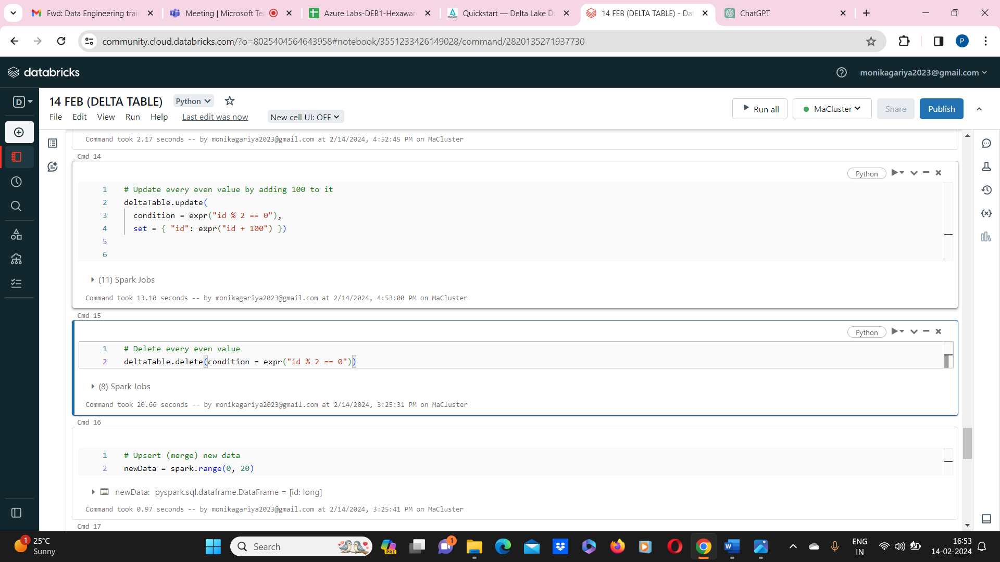 Fwd: Data Engineering trai
Meeting | Microsoft Te
Azure Labs-DEB1-Hexawar
Quickstart — Delta Lake Do
14 FEB (DELTA TABLE) - Dat
ChatGPT
community.cloud.databricks.com/?o=8025404564643958#notebook/3551233426149028/command/2820135271937730
P
databricks
monikagariya2023@gmail.com
D
14 FEB (DELTA TABLE)
Python
File
Edit
View
Run
Help
Last edit was now
New cell UI: OFF
Run all
MaCluster
Share
Publish
Command took 2.17 seconds -- by monikagariya2023@gmail.com at 2/14/2024, 4:52:45 PM on MaCluster
Cmd 14
Python
1 # Update every even value by adding 100 to it
2 deltaTable.update(
3 condition = expr("id % 2 == 0"),
4 set = { "id": expr("id + 100") })
5
6
(11) Spark Jobs
Command took 13.10 seconds -- by monikagariya2023@gmail.com at 2/14/2024, 4:53:00 PM on MaCluster
Cmd 15
Python
1 # Delete every even value
2 deltaTable.delete(condition = expr("id % 2 == 0"))
(8) Spark Jobs
Command took 20.66 seconds -- by monikagariya2023@gmail.com at 2/14/2024, 3:25:31 PM on MaCluster
Cmd 16
1 # Upsert (merge) new data
2 newData = spark.range(0, 20)
newData: pyspark.sql.dataframe.DataFrame = [id: long]
Command took 0.97 seconds -- by monikagariya2023@gmail.com at 2/14/2024, 3:25:41 PM on MaCluster
Cmd 17
1
25°C
Sunny
Search
PRE
1
W
ENG
IN
16:53
14-02-2024